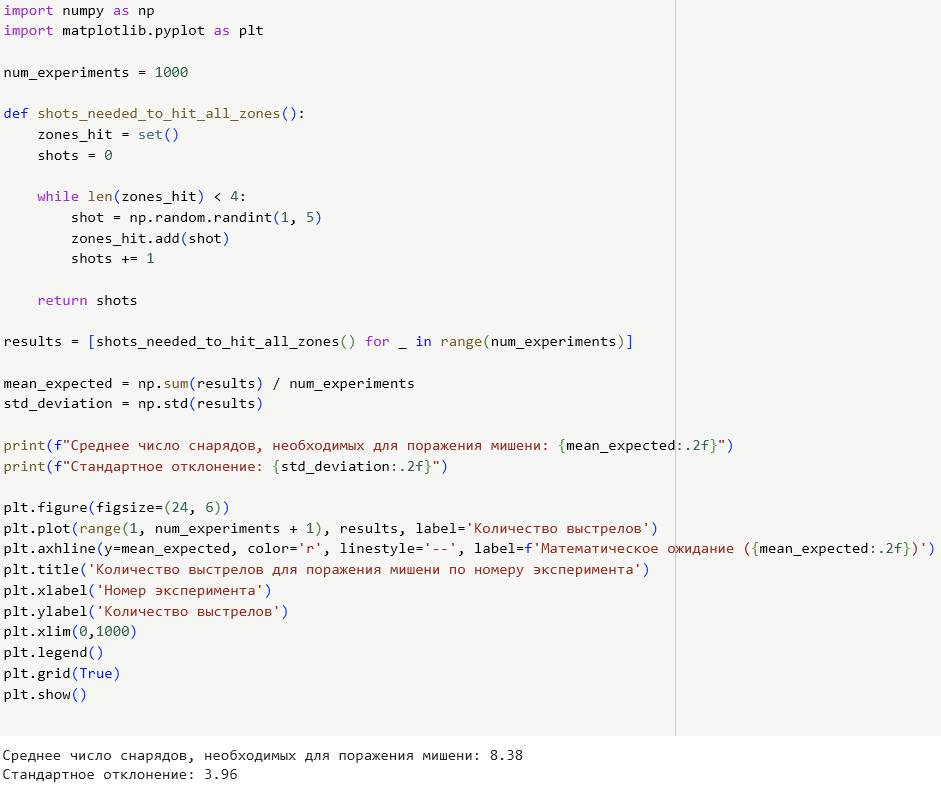 import numpy as np
import matplotlib.pyplot as plt

num_experiments = 1000

def shots_needed_to_hit_all_zones():
    zones_hit = set()
    shots = 0

    while len(zones_hit) < 4:
        shot = np.random.randint(1, 5)
        zones_hit.add(shot)
        shots += 1

    return shots

results = [shots_needed_to_hit_all_zones() for _ in range(num_experiments)]

mean_expected = np.sum(results) / num_experiments
std_deviation = np.std(results)

print(f"Среднее число снарядов, необходимых для поражения мишени: {mean_expected:.2f}")
print(f"Стандартное отклонение: {std_deviation:.2f}")

plt.figure(figsize=(24, 6))
plt.plot(range(1, num_experiments + 1), results, label='Количество выстрелов')
plt.axhline(y=mean_expected, color='r', linestyle='--', label=f'Математическое ожидание ({mean_expected:.2f})')
plt.title('Количество выстрелов для поражения мишени по номеру эксперимента')
plt.xlabel('Номер эксперимента')
plt.ylabel('Количество выстрелов')
plt.xlim(0,1000)
plt.legend()
plt.grid(True)
plt.show()

Среднее число снарядов, необходимых для поражения мишени: 8.38
Стандартное отклонение: 3.96